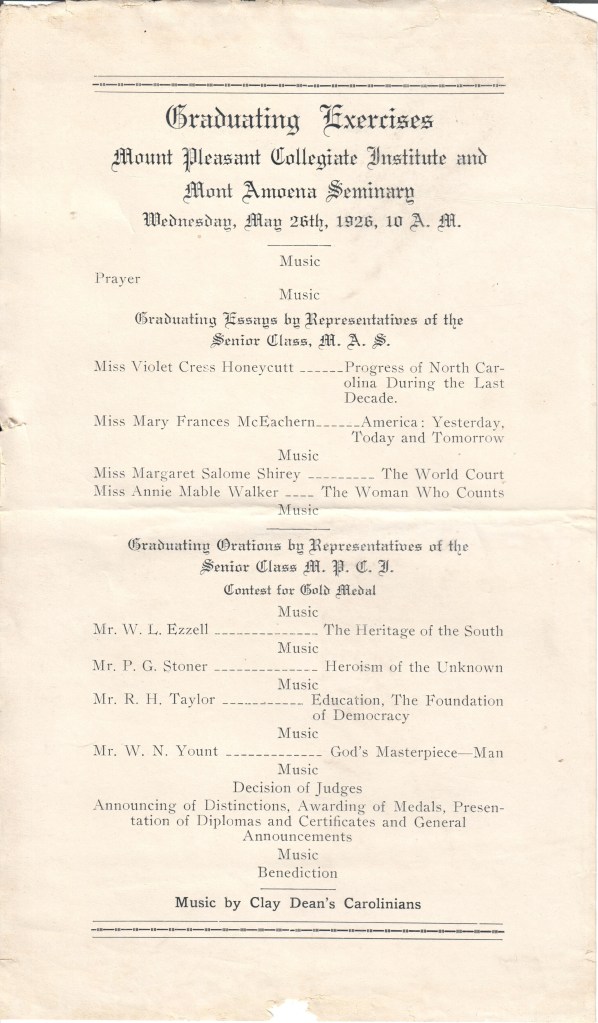 Graduating Exercises
Mount Pleasant Collegiate Institute and
Mont Amoena Seminary
Wednesday, May 26th, 1926, 10 A. M.
Music
Prayer
Music
Graduating Essays by Representatives of the
Senior Class, M. A. S.
Miss Violet Cress Honeycutt ______Progress of North Car-
olina During the Last
Decade.
Miss Mary Frances McEachern______America: Yesterday,
Today and Tomorrow
Music
Miss Margaret Salome Shirey _________ The World Court
Miss Annie Mable Walker ____ The Woman Who Counts
Music
Graduating Orations by Representatives of the
Senior Class M. P. C. I.
Contest for Gold Medal
Music
Mr. W. L. Ezzell ______________ The Heritage of the South
Music
Mr. P. G. Stoner ______________ Heroism of the Unknown
Music
Mr. R. H. Taylor ___________ Education, The Foundation
of Democracy
Music
Mr. W. N. Yount _____________ God's Masterpiece—Man
Music
Decision of Judges
Announcing of Distinctions, Awarding of Medals, Presen-
tation of Diplomas and Certificates and General
Announcements
Music
Benediction
Music by Clay Dean's Carolinians